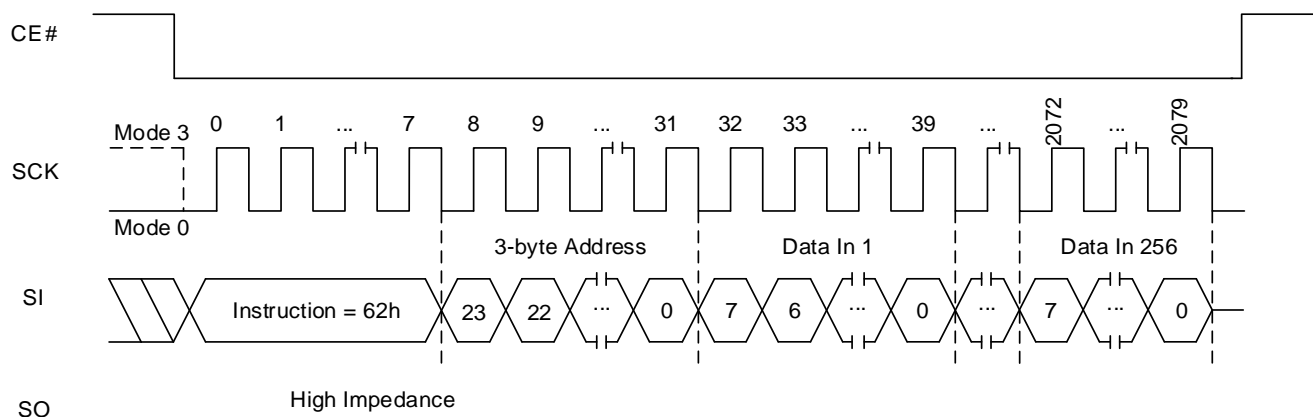 CE#
0 1 ... 7 8 9 ... 31 32 33 ... 39 ... 2072 ... 2079
Mode 3
SCK
Mode 0
3-byte Address Data In 1 Data In 256
SI Instruction = 62h 23 22 ... 0 7 6 ... 0 ... 7 ... 0
High Impedance
SO